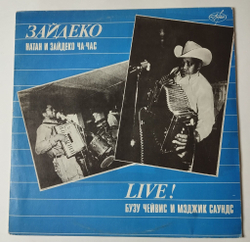 ЗАЙДЕКО
НАТАН И ЗАЙДЕКО ЧА ЧАС
LIVE!
БУЗУ ЧЕЙВИС И МЭДЖИК САУНДС